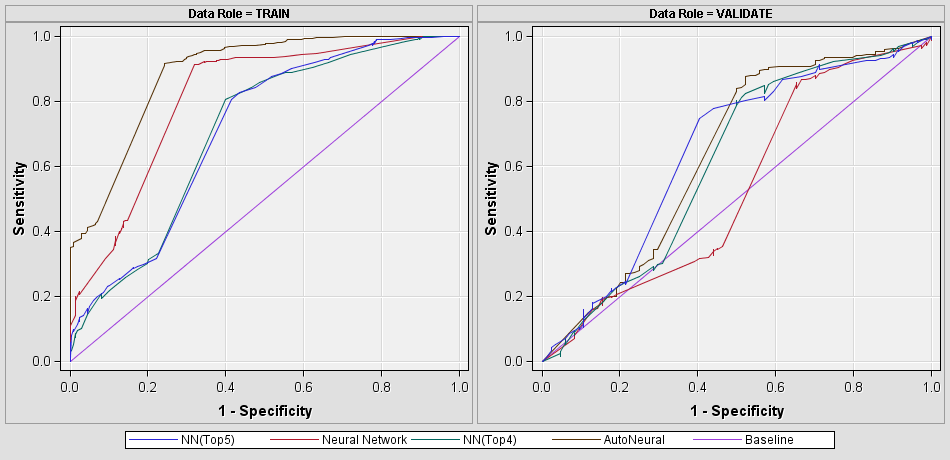 Data Role = TRAIN
Data Role = VALIDATE
1.0
0.8
0.6
0.4
0.2
0.0
Sensitivity
0.0 0.2 0.4 0.6 0.8 1.0
1 - Specificity
1.0
0.8
0.6
0.4
0.2
0.0
Sensitivity
0.0 0.2 0.4 0.6 0.8 1.0
1 - Specificity
NN(Top5) Neural Network NN(Top4) AutoNeural Baseline